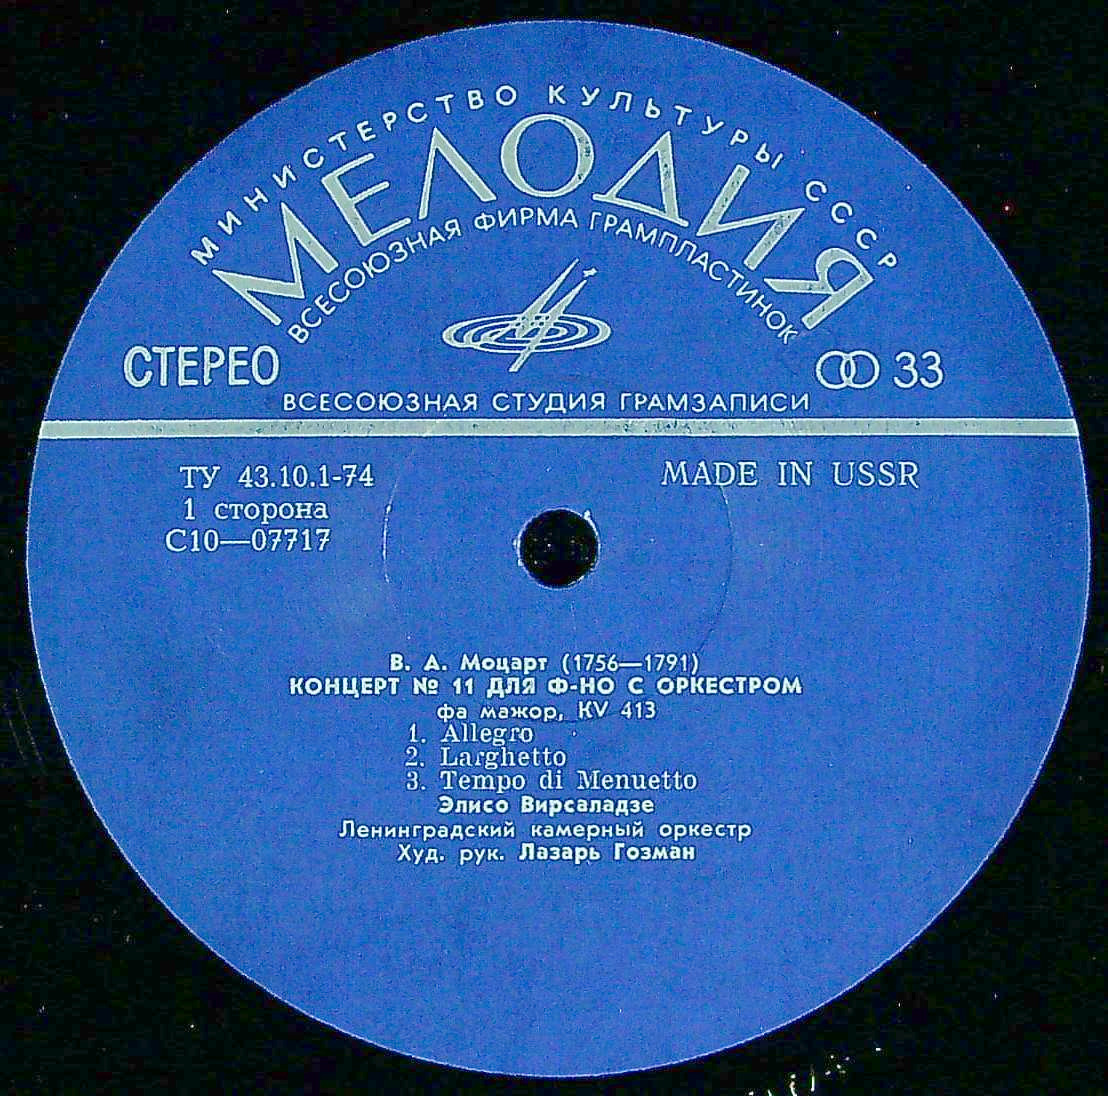 МИНИСТЕРСТВО КУЛЬТУРЫ СССР
МЕЛОДИЯ
ВСЕСОЮЗНАЯ ФИРМА ГРАМПЛАСТИНОК
СТЕРЕО
33
ВСЕСОЮЗНАЯ СТУДИЯ ГРАМЗАПИСИ
ТУ 43.10.1-74
MADE IN USSR
1 сторона
С10—07717
В. А. Моцарт (1756—1791)
КОНЦЕРТ № 11 ДЛЯ Ф-НО С ОРКЕСТРОМ
фа мажор, KV 413
1. Allegro
2. Larghetto
3. Tempo di Menuetto
Элисо Вирсаладзе
Ленинградский камерный оркестр
Худ. рук. Лазарь Гозман